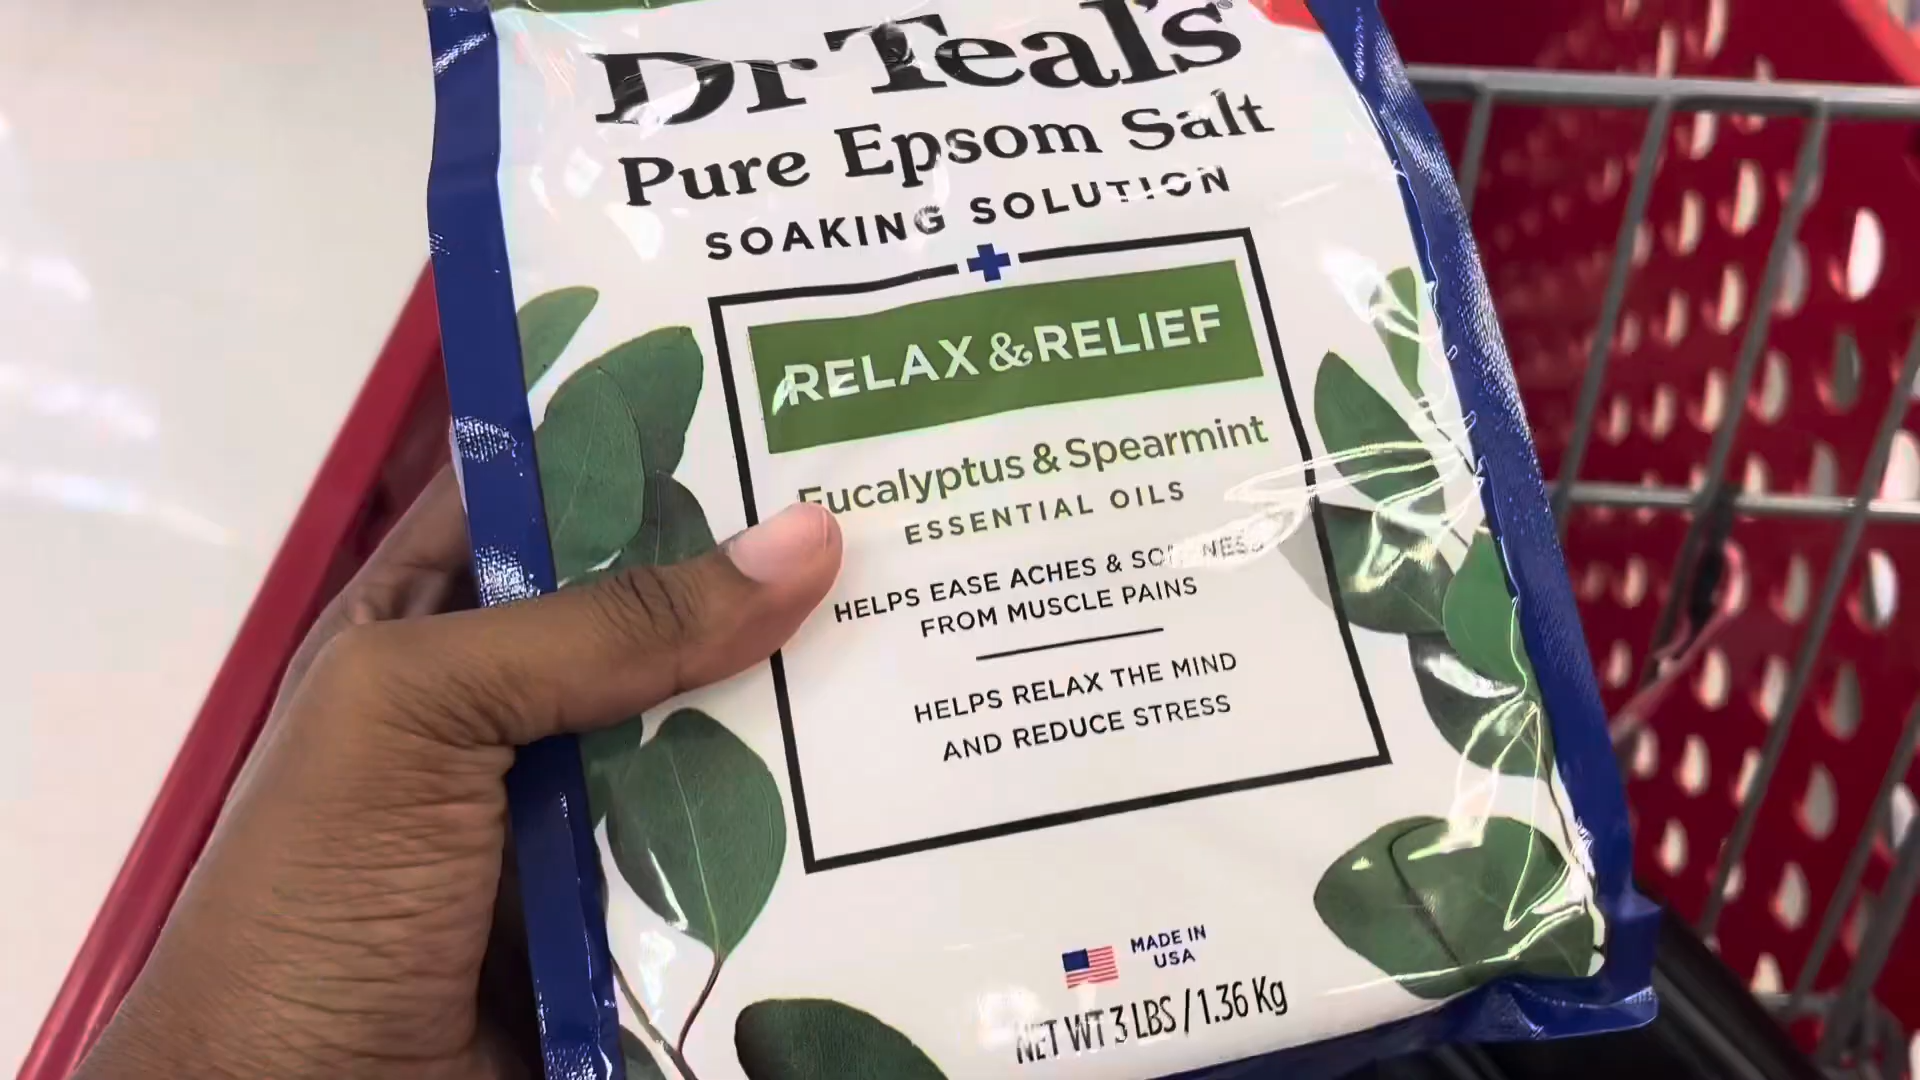 Dr Teal's
Pure Epsom Salt
SOAKING SOLUTION
RELAX & RELIEF
Eucalyptus & Spearmint
ESSENTIAL OILS
HELPS EASE ACHES & SORENESS
FROM MUSCLE PAINS
HELPS RELAX THE MIND
AND REDUCE STRESS
MADE IN
USA
NET WT 3 LBS / 1.36 Kg